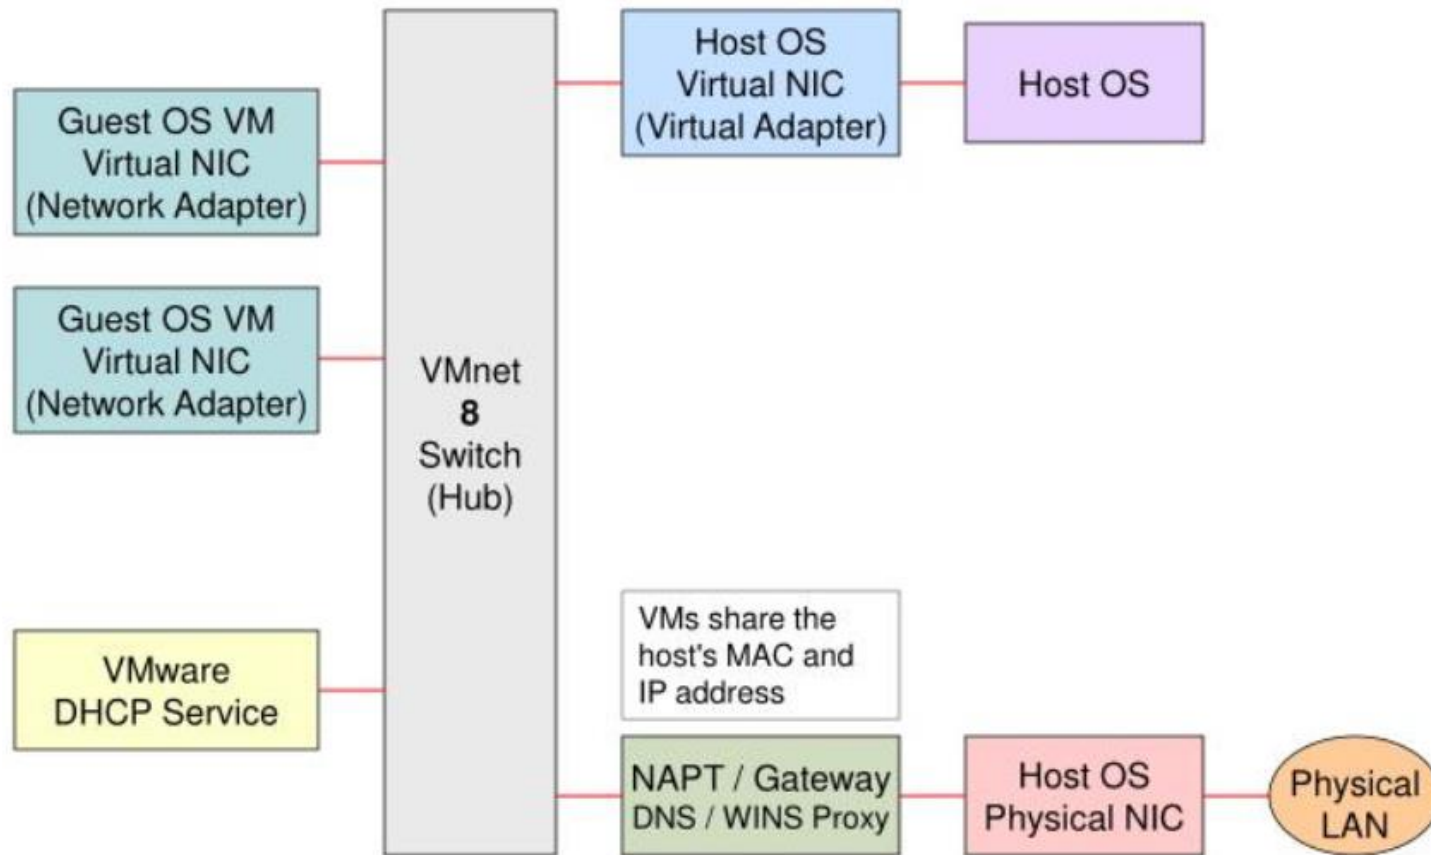 Guest OS VM
Virtual NIC
(Network Adapter)
Guest OS VM
Virtual NIC
(Network Adapter)
VMware
DHCP Service
VMnet
8
Switch
(Hub)
Host OS
Virtual NIC
(Virtual Adapter)
Host OS
VMs share the
host's MAC and
IP address
NAPT / Gateway
DNS / WINS Proxy
Host OS
Physical NIC
Physical
LAN